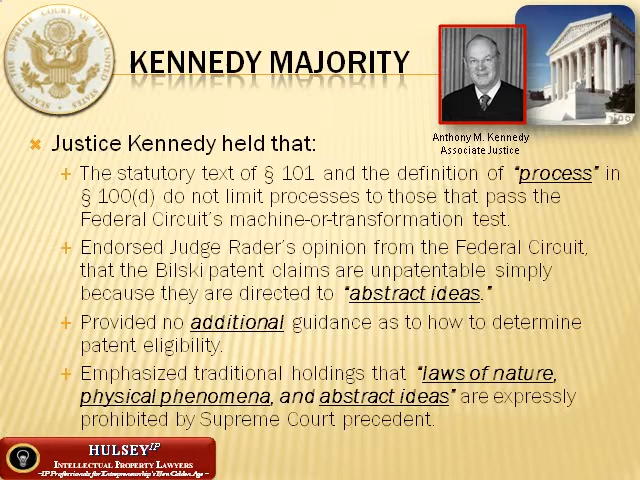 KENNEDY MAJORITY
Anthony M. Kennedy
Associate Justice
Justice Kennedy held that:
The statutory text of § 101 and the definition of “process” in
§ 100(d) do not limit processes to those that pass the
Federal Circuit´s machine-or-transformation test.
Endorsed Judge Rader´s opinion from the Federal Circuit,
that the Bilski patent claims are unpatentable simply
because they are directed to “abstract ideas.”
Provided no additional guidance as to how to determine
patent eligibility.
Emphasized traditional holdings that “laws of nature,
physical phenomena, and abstract ideas” are expressly
prohibited by Supreme Court precedent.
HULSEY IP
INTELLECTUAL PROPERTY LAWYERS
~IP Professionals for Entrepreneurship's New Golden Age~